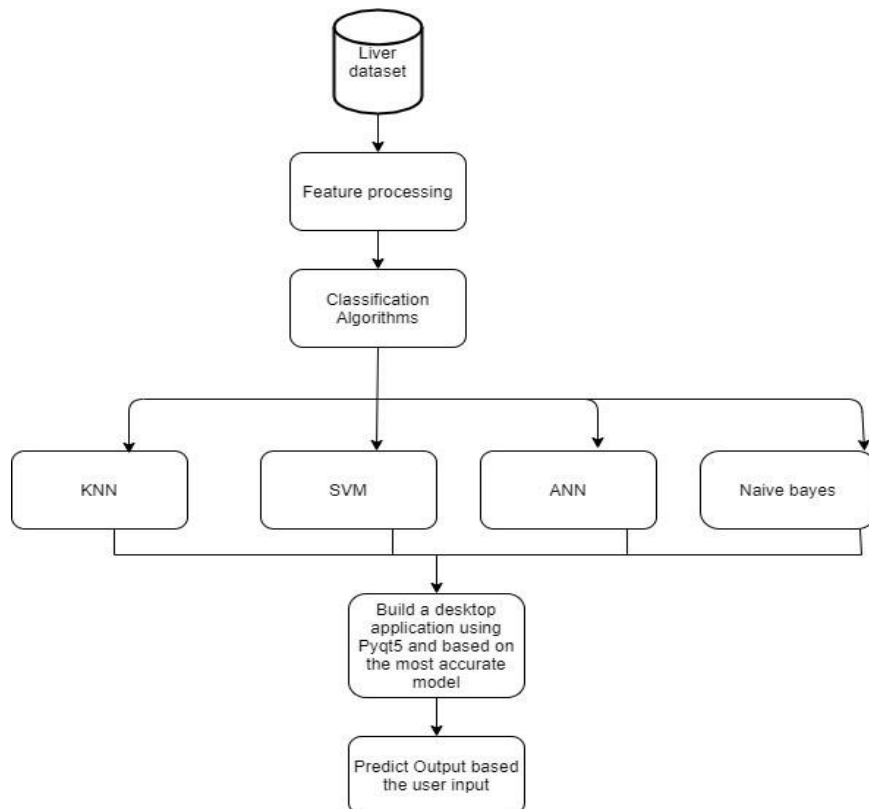 Liver
dataset
Feature processing
Classification
Algorithms
KNN
SVM
ANN
Naive bayes
Build a desktop
application using
Pyqt5 and based on
the most accurate
model
Predict Output based
the user input